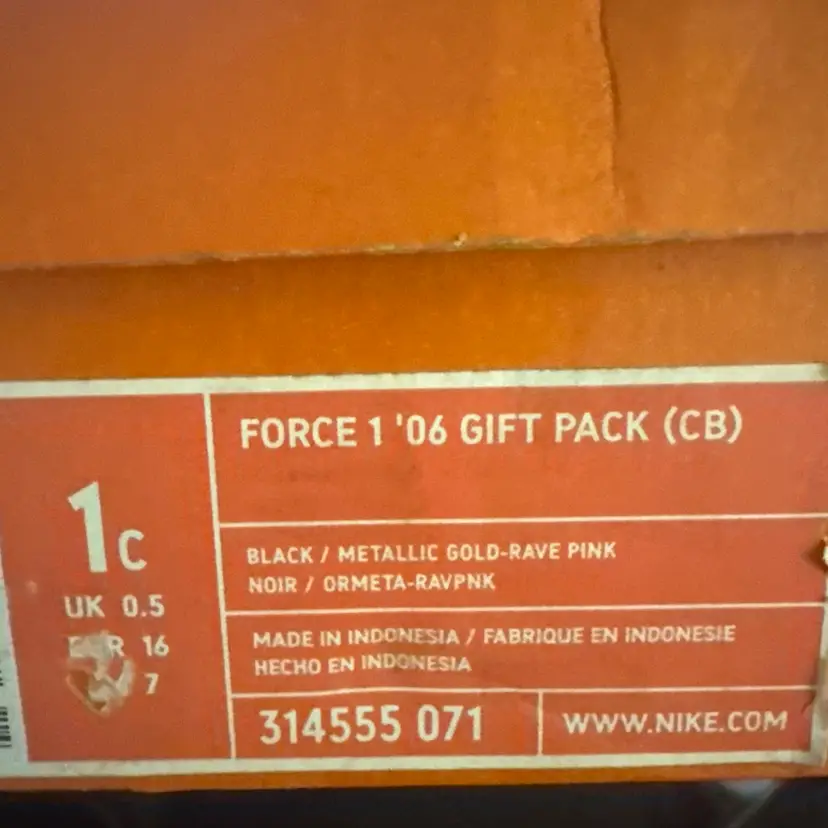 FORCE 1 '06 GIFT PACK (CB)
1C
UK 0.5
16
7
BLACK / METALLIC GOLD-RAVE PINK
NOIR / ORMETA-RAVPNK
MADE IN INDONESIA / FABRIQUE EN INDONESIE
HECHO EN INDONESIA
314555 071
WWW.NIKE.COM